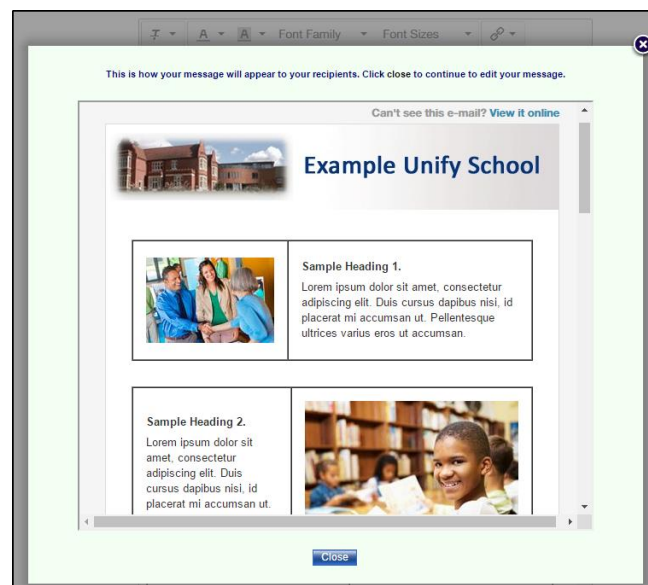 Font Family Font Sizes
This is how your message will appear to your recipients. Click close to continue to edit your message.
Can't see this e-mail? View it online
Example Unify School
Sample Heading 1.
Lorem ipsum dolor sit amet, consectetur
adipiscing elit. Duis cursus dapibus nisi, id
placerat mi accumsan ut. Pellentesque
ultrices varius eros ut accumsan.
Sample Heading 2.
Lorem ipsum dolor sit
amet, consectetur
adipiscing elit. Duis
cursus dapibus nisi, id
placerat mi accumsan ut.
Close